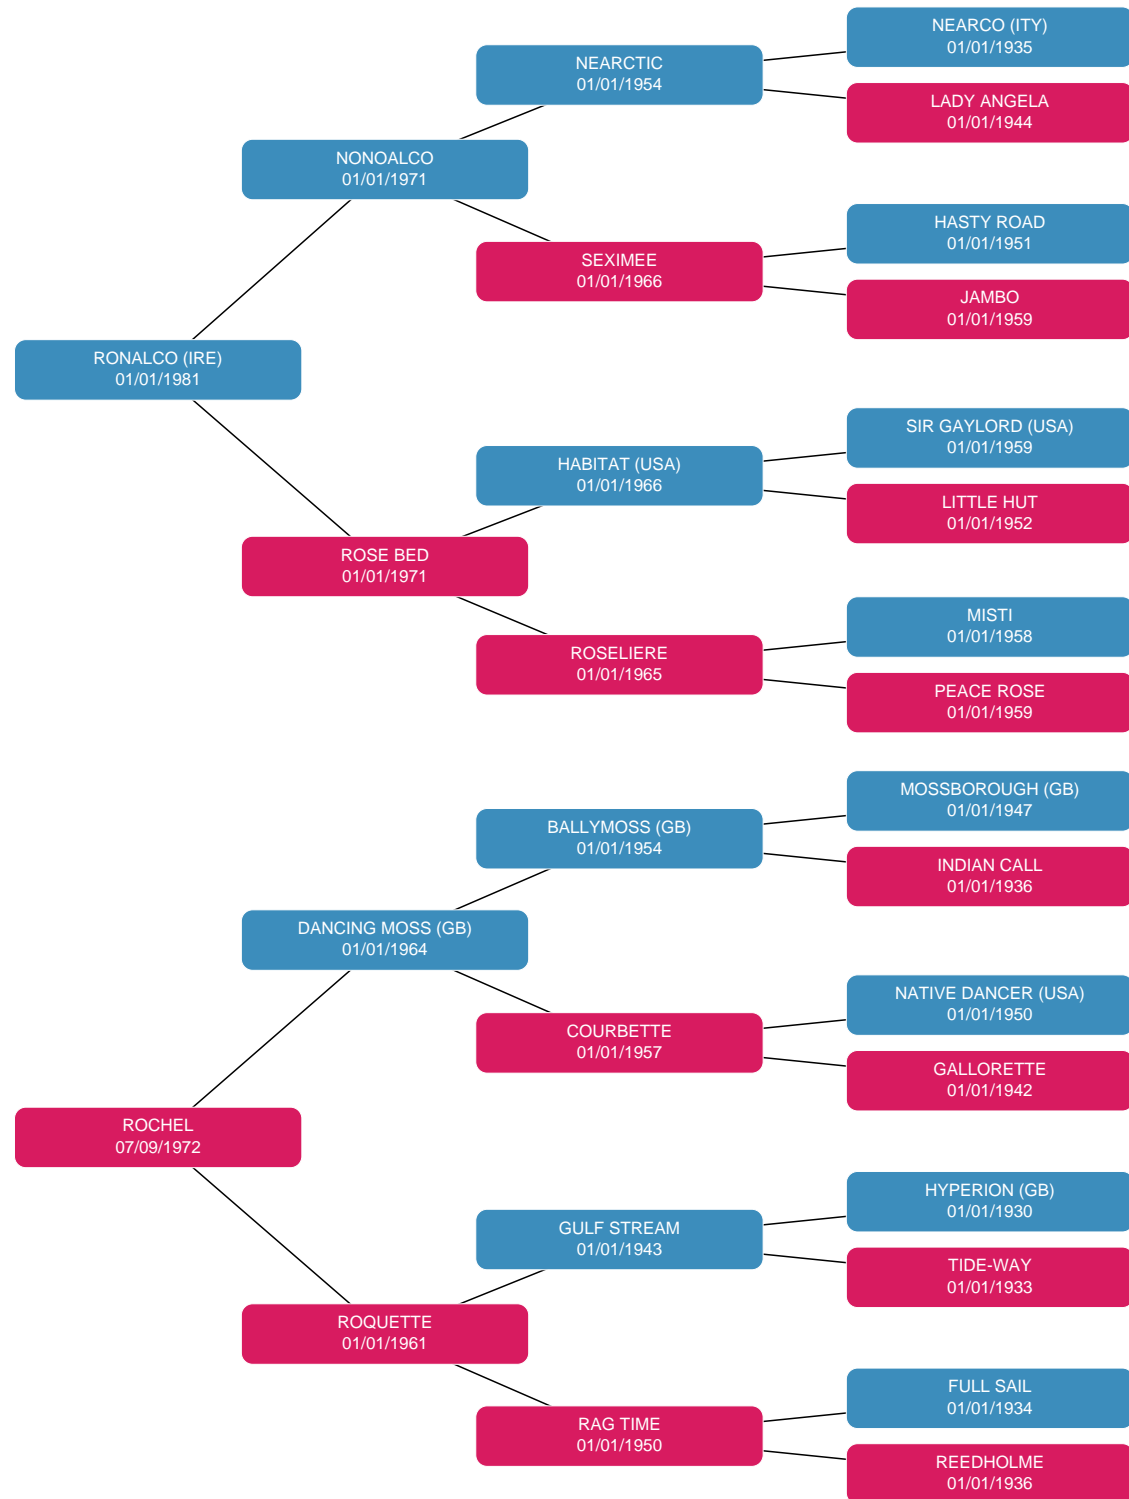 NEARCO (ITY)
01/01/1935
NEARCTIC
01/01/1954
LADY ANGELA
01/01/1944
NONOALCO
01/01/1971
HASTY ROAD
01/01/1951
SEXIMEE
01/01/1966
JAMBO
01/01/1959
RONALCO (IRE)
01/01/1981
SIR GAYLORD (USA)
01/01/1959
HABITAT (USA)
01/01/1966
LITTLE HUT
01/01/1952
ROSE BED
01/01/1971
MISTI
01/01/1958
ROSELIERE
01/01/1965
PEACE ROSE
01/01/1959
MOSSBOROUGH (GB)
01/01/1947
BALLYMOSS (GB)
01/01/1954
INDIAN CALL
01/01/1936
DANCING MOSS (GB)
01/01/1964
NATIVE DANCER (USA)
01/01/1950
COURBETTE
01/01/1957
GALLORETTE
01/01/1942
ROCHEL
07/09/1972
HYPERION (GB)
01/01/1930
GULF STREAM
01/01/1943
TIDE-WAY
01/01/1933
ROQUETTE
01/01/1961
FULL SAIL
01/01/1934
RAG TIME
01/01/1950
REEDHOLME
01/01/1936